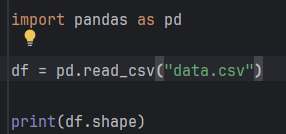 import pandas as pd
df = pd.read_csv("data.csv")
print(df.shape)